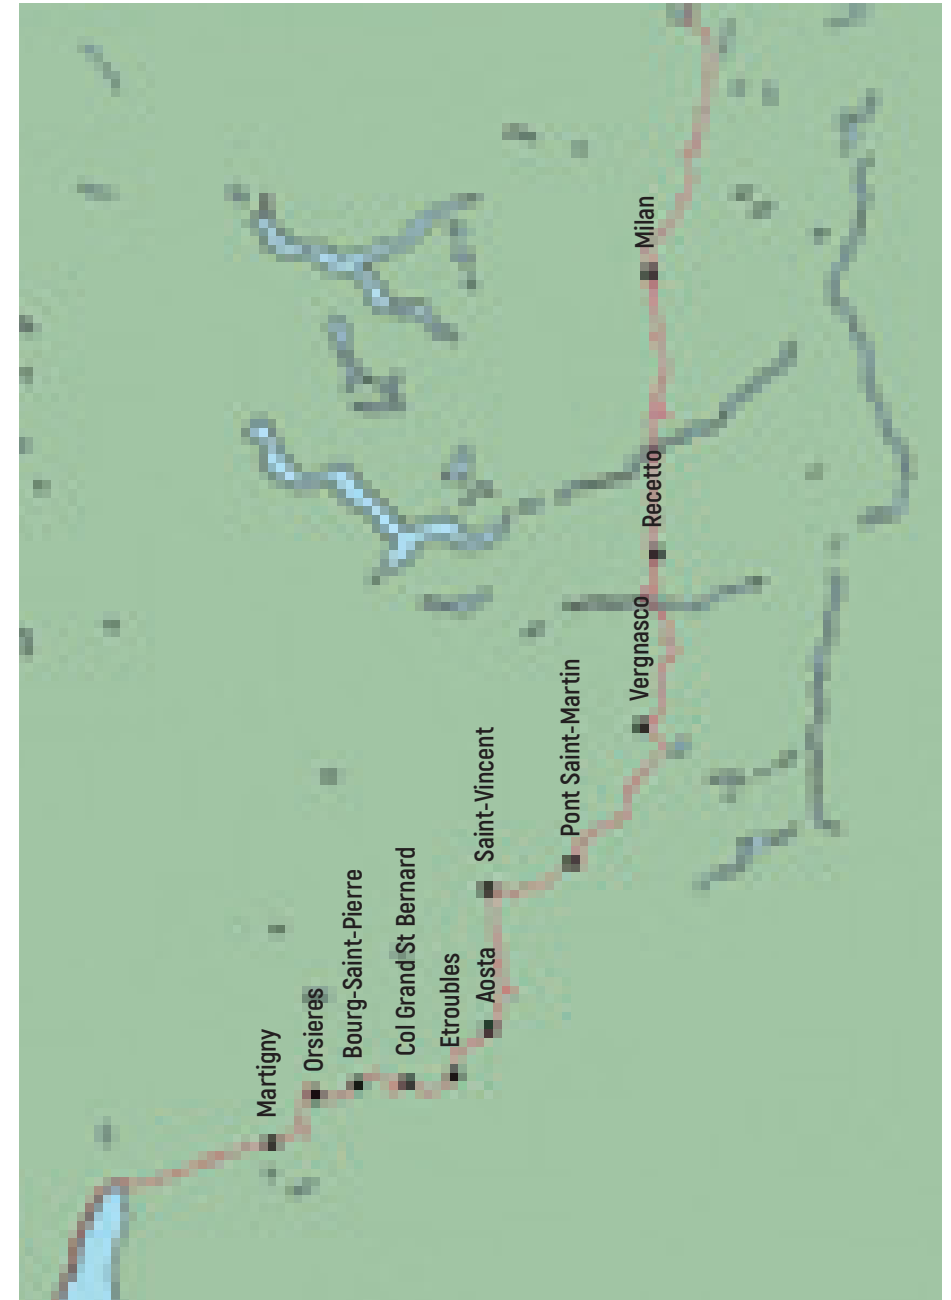 Martigny
Orsieres
Bourg-Saint-Pierre
Col Grand St Bernard
Etroubles
Aosta
Saint-Vincent
Pont Saint-Martin
Vergnasco
Recetto
Milan